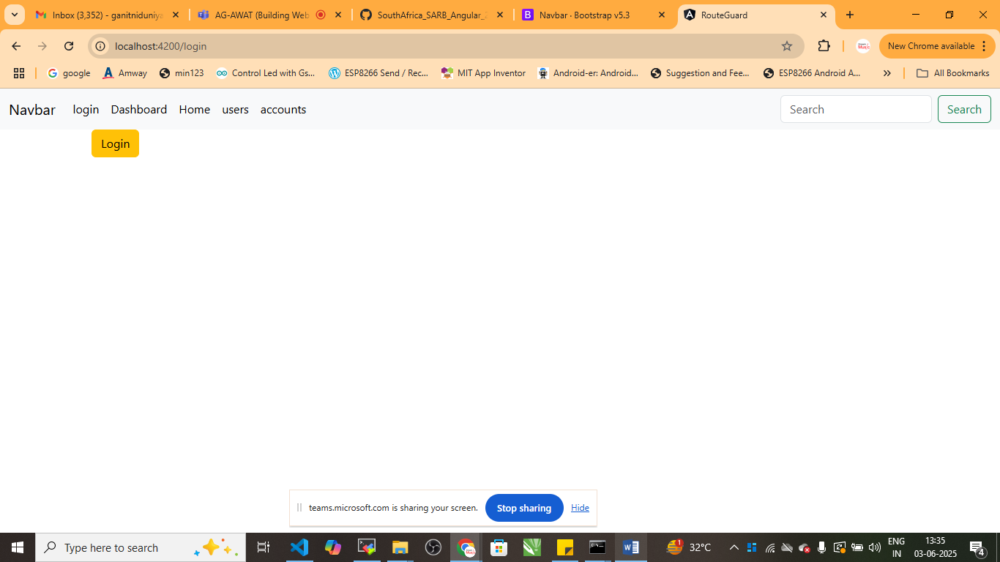 Inbox (3,352) - ganitniduniya
AG-AWAT (Building Web
SouthAfrica_SARB_Angular_
Navbar · Bootstrap v5.3
RouteGuard
localhost:4200/login
New Chrome available
google
Amway
min123
Control Led with Gs...
ESP8266 Send / Rec...
MIT App Inventor
Android-er: Android...
Suggestion and Fee...
ESP8266 Android A...
All Bookmarks
Navbar
login
Dashboard
Home
users
accounts
Search
Search
Login
teams.microsoft.com is sharing your screen.
Stop sharing
Hide
Type here to search
1
32°C
ENG
IN
13:35
03-06-2025
4